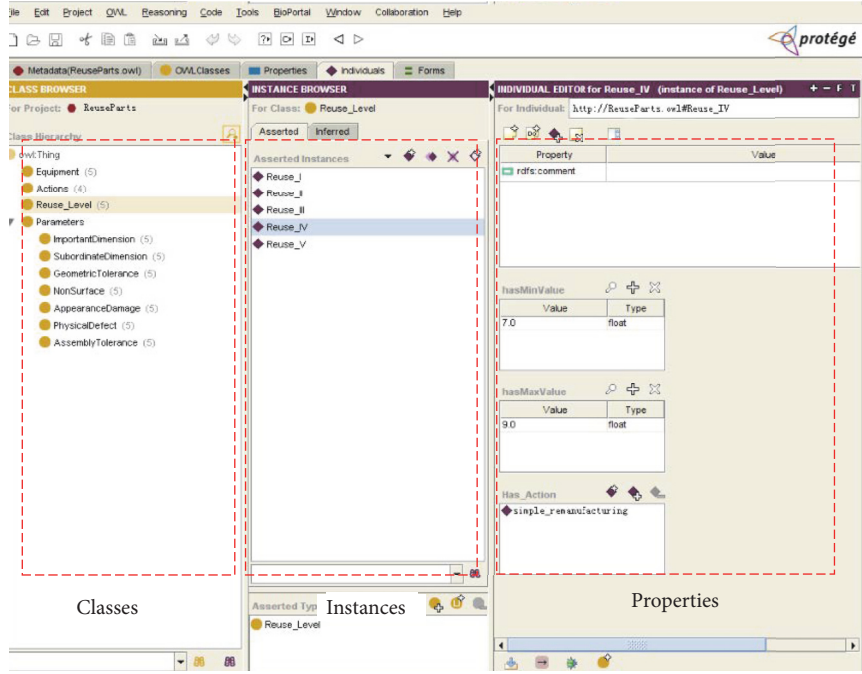 File Edit Project OWL Reasoning Code Tools BioPortal Window Collaboration Help
protégé
Metadata(ReuseParts.owl) OWLClasses Properties Individuals Forms
CLASS BROWSER
For Project: ReuseParts
Class Hierarchy
owl:Thing
Equipment (5)
Actions (4)
Reuse_Level (5)
Parameters
ImportantDimension (5)
SubordinateDimension (5)
GeometricTolerance (5)
NonSurface (5)
AppearanceDamage (5)
PhysicalDefect (5)
AssemblyTolerance (5)
Classes
INSTANCE BROWSER
For Class: Reuse_Level
Asserted Inferred
Asserted Instances
Reuse_I
Reuse_II
Reuse_III
Reuse_IV
Reuse_V
Instances
Asserted Typ
Reuse_Level
INDIVIDUAL EDITOR for Reuse_IV (instance of Reuse_Level) + - F T
For Individual: http://ReuseParts.owl#Reuse_IV
Property Value
rdfs:comment
hasMinValue
Value Type
7.0 float
hasMaxValue
Value Type
9.0 float
Has_Action
simple_remanufacturing
Properties